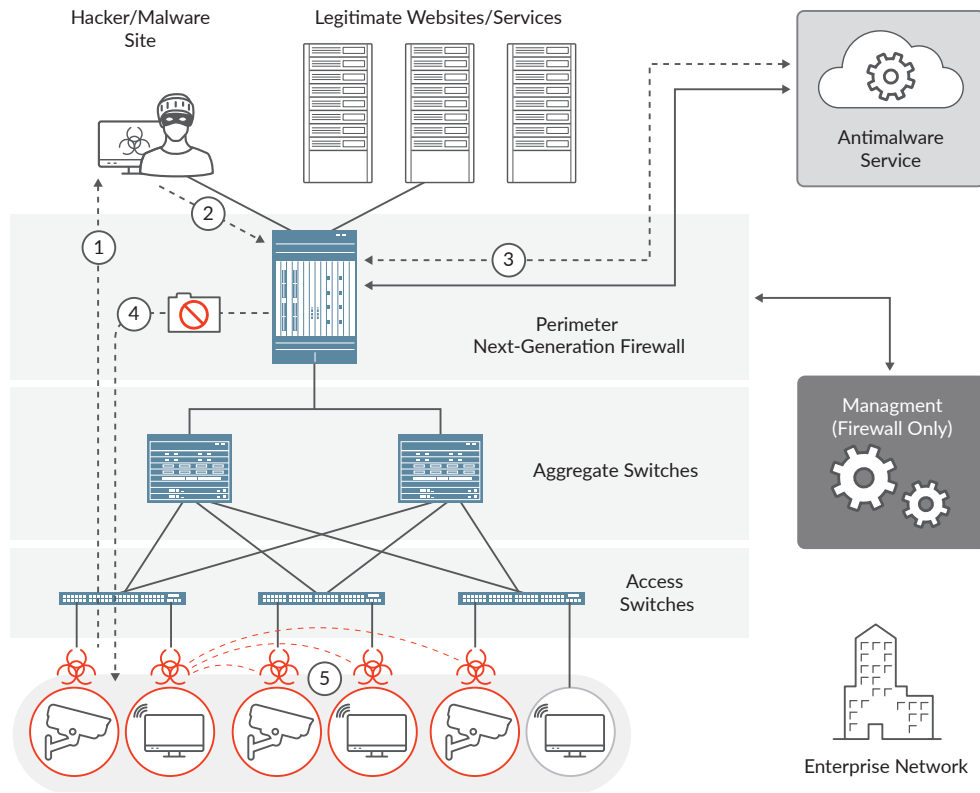 Hacker/Malware
Site
Legitimate Websites/Services
Antimalware
Service
1
2
3
4
Perimeter
Next-Generation Firewall
Managment
(Firewall Only)
Aggregate Switches
Access
Switches
5
Enterprise Network